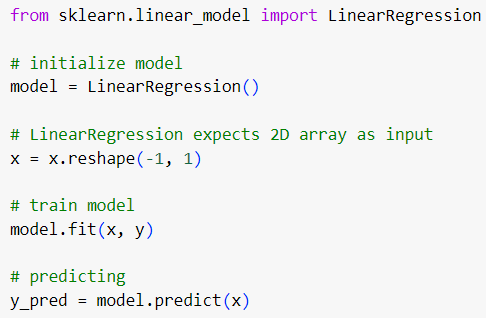 from sklearn.linear_model import LinearRegression
# initialize model
model = LinearRegression()
# LinearRegression expects 2D array as input
x = x.reshape(-1, 1)
# train model
model.fit(x, y)
# predicting
y_pred = model.predict(x)